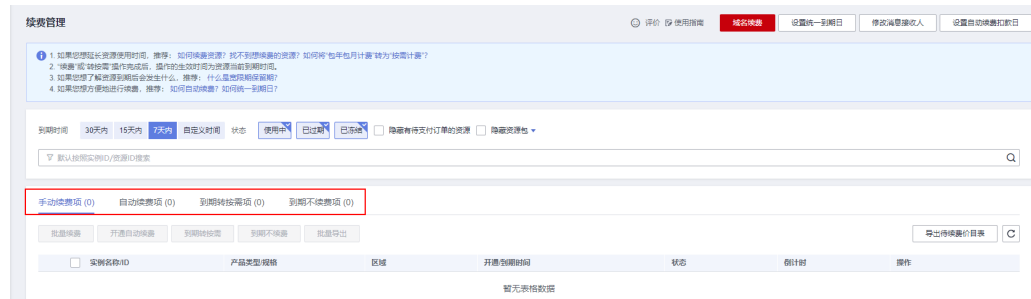 续费管理 评价 使用指南 域名续费 设置统一到期日 修改消息接收人 设置自动续费扣款日
1. 如果您想延长资源使用时间，推荐： 如何续费资源？找不到想续费的资源？如何将“包年包月计费”转为“按需计费”？
2. “续费”或“转按需”操作完成后，操作的生效时间为资源当前到期时间。
3. 如果您想了解资源到期后会发生什么，推荐： 什么是宽限期保留期？
4. 如果您想方便地进行续费，推荐： 如何自动续费？如何统一到期日？
到期时间 30天内 15天内 7天内 自定义时间 状态 使用中 已过期 已冻结 隐藏有待支付订单的资源 隐藏资源包
默认按照实例ID/资源ID搜索
手动续费项 (0) 自动续费项 (0) 到期转按需项 (0) 到期不续费项 (0)
批量续费 开通自动续费 到期转按需 到期不续费 批量导出 导出待续费价目表
实例名称/ID 产品类型/规格 区域 开通/到期时间 状态 倒计时 操作
暂无表格数据